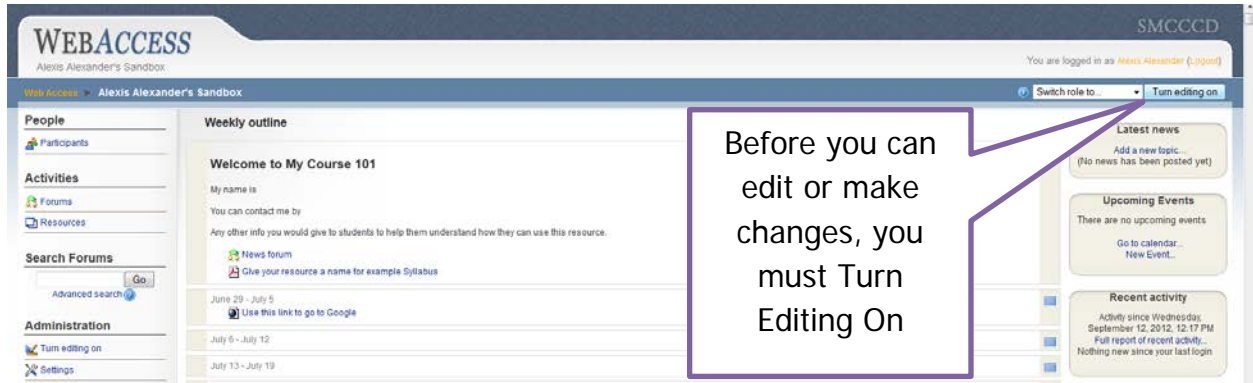 SMCCCD
WEBACCESS
Alexis Alexander's Sandbox
You are logged in as Alexis Alexander (Logout)
Web Access ► Alexis Alexander's Sandbox
Switch role to...
Turn editing on
People
Participants
Activities
Forums
Resources
Search Forums
Go
Advanced search
Administration
Turn editing on
Settings
Weekly outline
Welcome to My Course 101
My name is
You can contact me by
Any other info you would give to students to help them understand how they can use this resource.
News forum
Give your resource a name for example Syllabus
June 29 - July 5
Use this link to go to Google
July 6 - July 12
July 13 - July 19
Before you can
edit or make
changes, you
must Turn
Editing On
Latest news
Add a new topic...
(No news has been posted yet)
Upcoming Events
There are no upcoming events
Go to calendar...
New Event...
Recent activity
Activity since Wednesday,
September 12, 2012, 12:17 PM
Full report of recent activity...
Nothing new since your last login